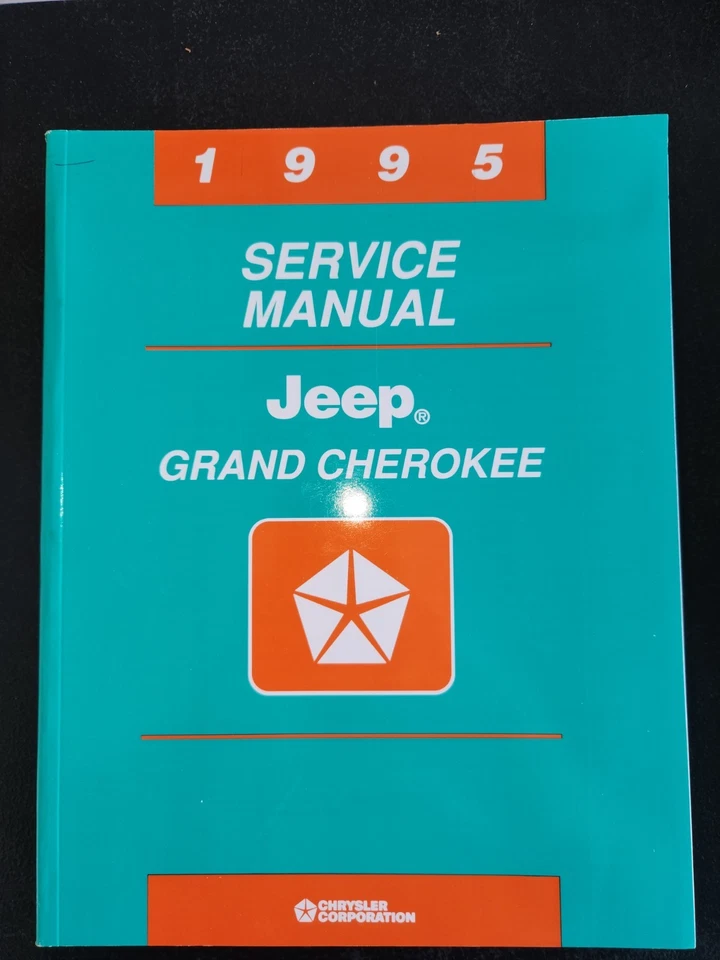 1 9 9 5
SERVICE
MANUAL
Jeep®
GRAND CHEROKEE
CHRYSLER
CORPORATION